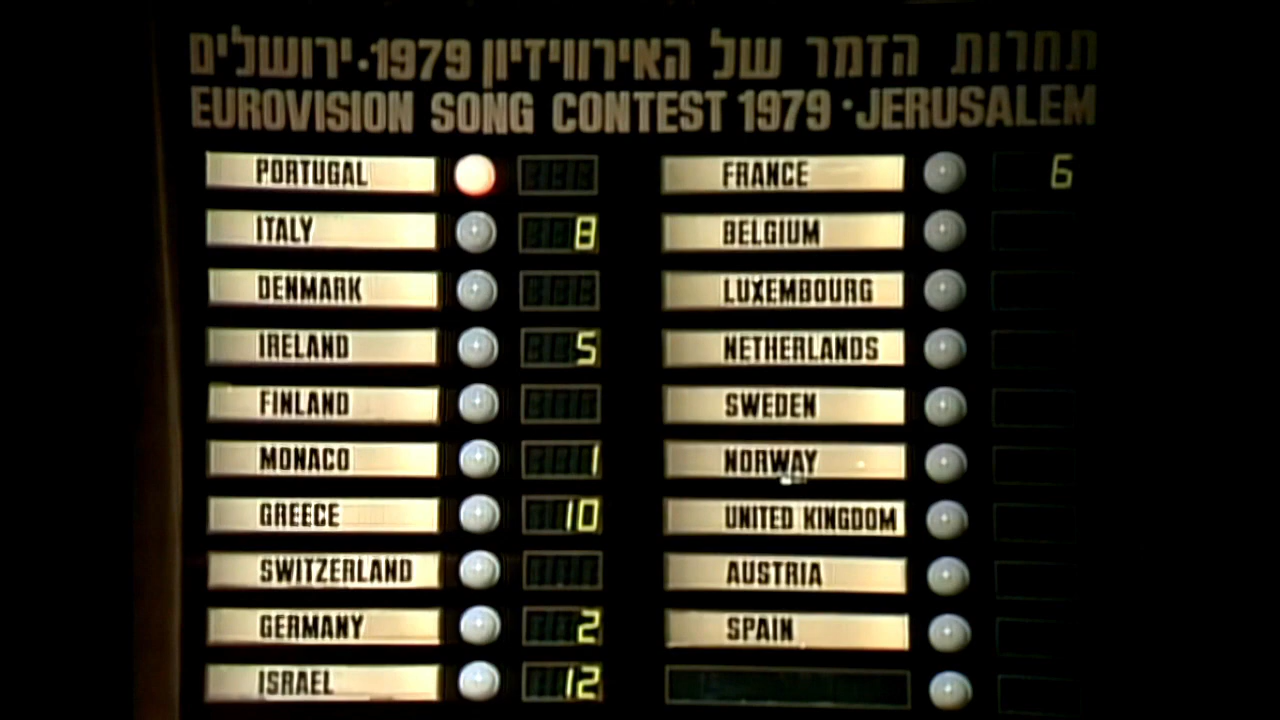 תחרות הזמר של האירוויזיון 1979 · ירושלים
EUROVISION SONG CONTEST 1979 · JERUSALEM
PORTUGAL
ITALY 8
DENMARK
IRELAND 5
FINLAND
MONACO 1
GREECE 10
SWITZERLAND
GERMANY 2
ISRAEL 12
FRANCE 6
BELGIUM
LUXEMBOURG
NETHERLANDS
SWEDEN
NORWAY
UNITED KINGDOM
AUSTRIA
SPAIN